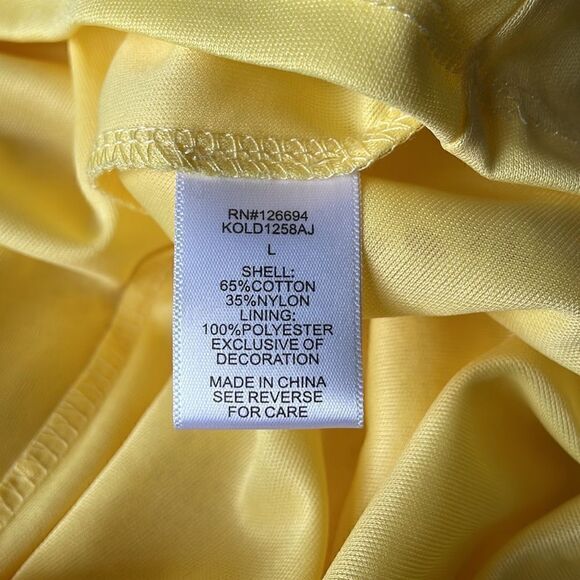 RN#126694
KOLD1258AJ
L
SHELL:
65%COTTON
35%NYLON
LINING:
100%POLYESTER
EXCLUSIVE OF
DECORATION
MADE IN CHINA
SEE REVERSE
FOR CARE